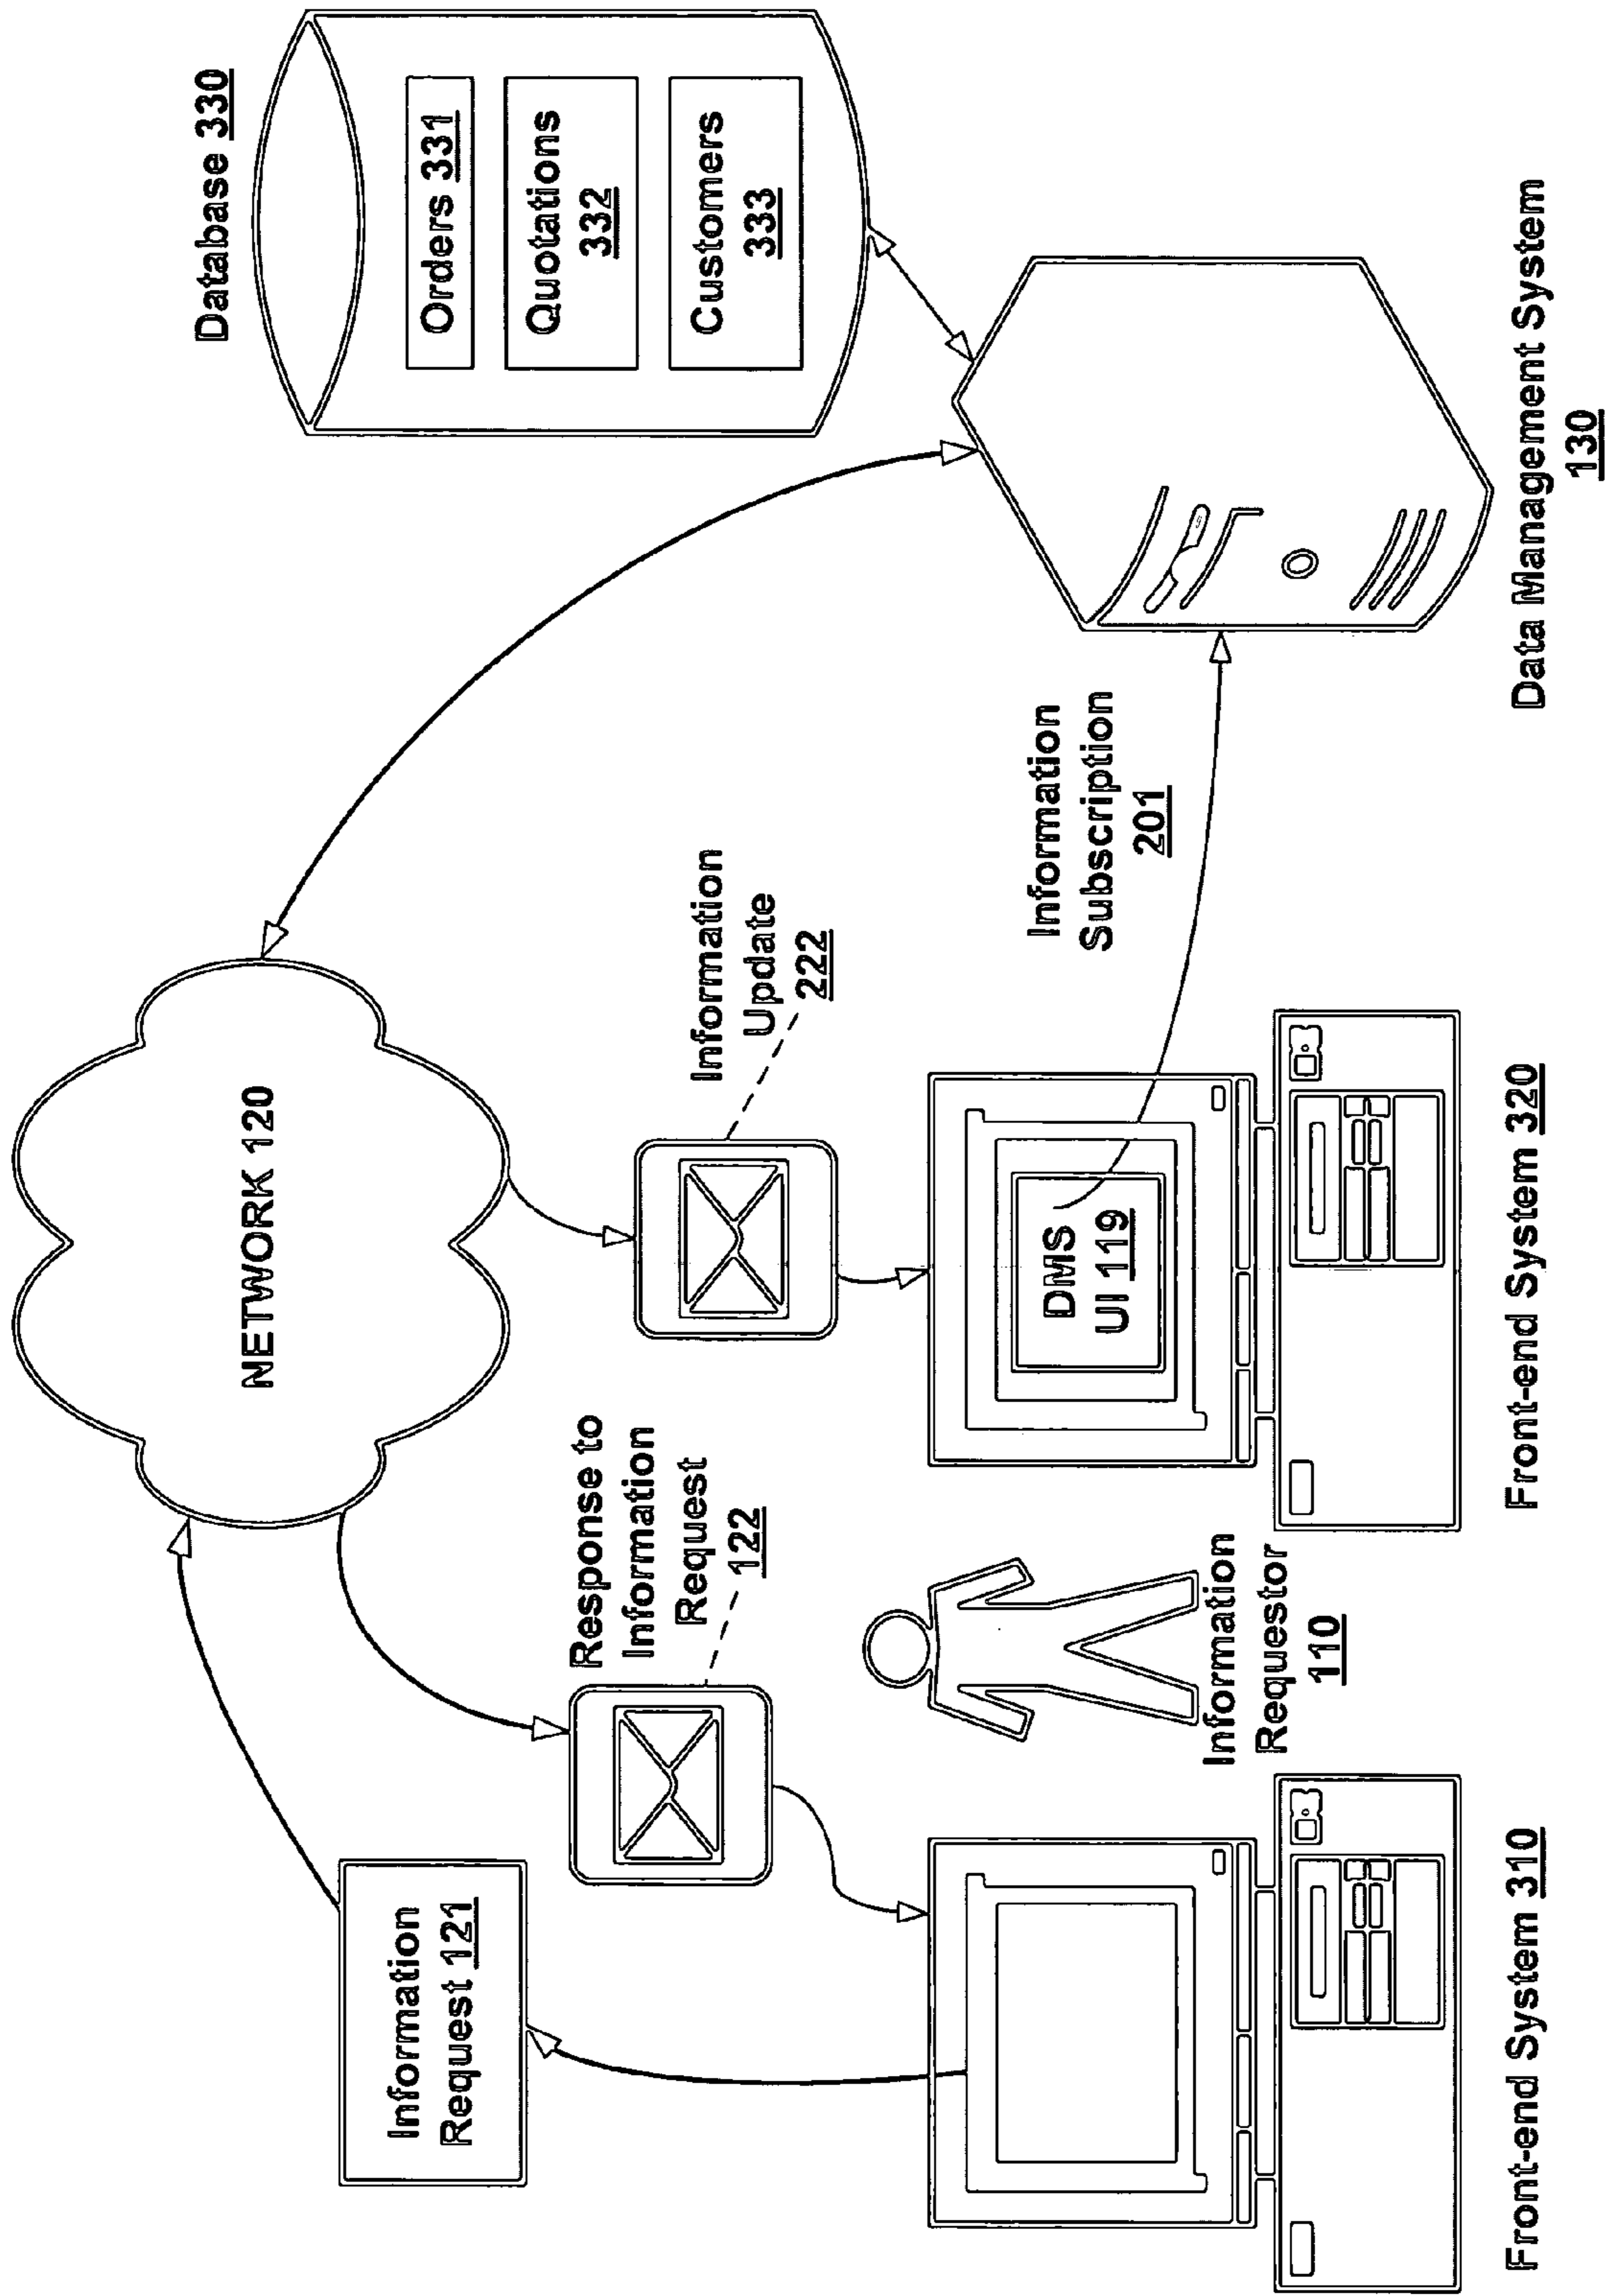 Database 330
Orders 331
Quotations
332
Customers
333
NETWORK 120
Information
Request 121
Response to
Information
Request
122
Information
Update
222
Information
Subscription
201
DMS
UI 119
Information
Requestor
110
Front-end System 310
Front-end System 320
Data Management System
130